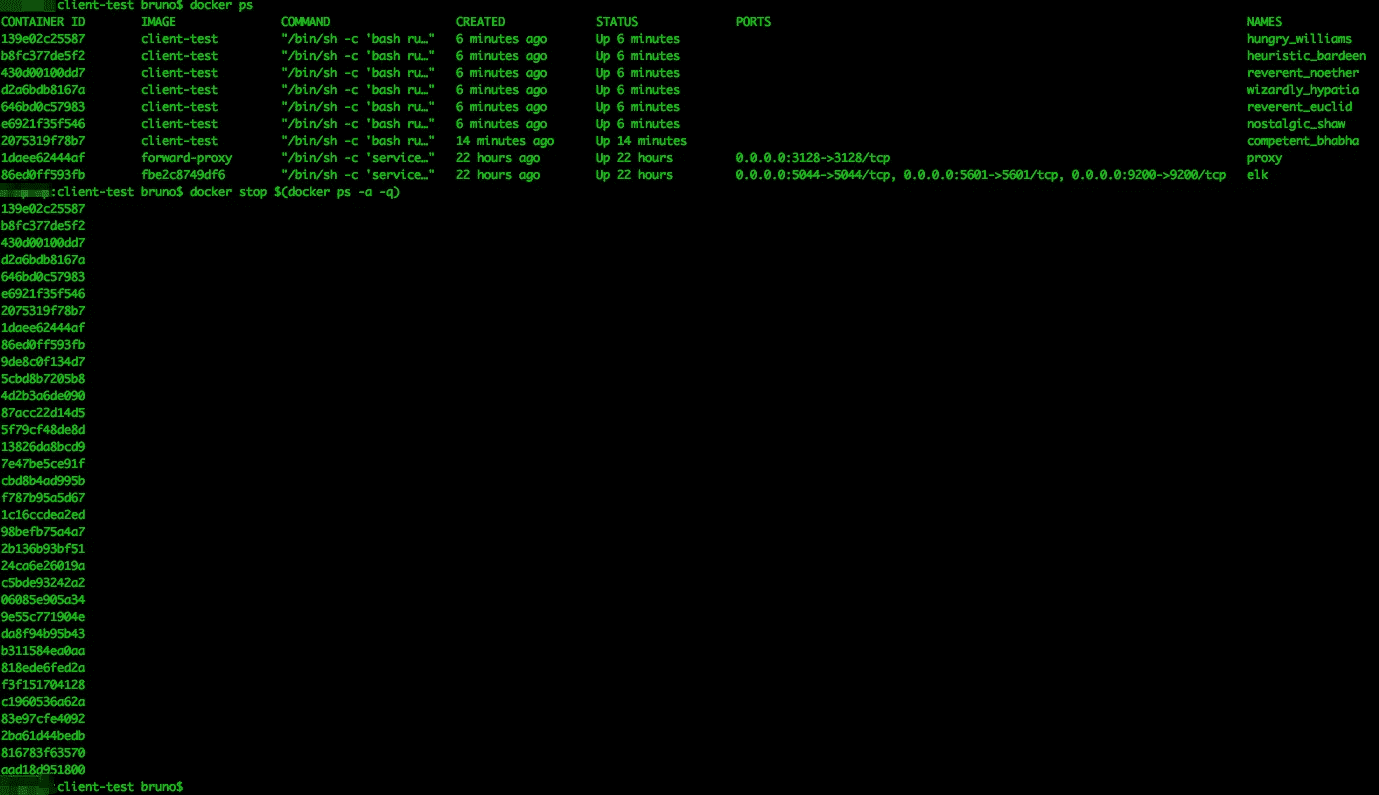 client-test bruno$ docker ps
CONTAINER ID IMAGE COMMAND CREATED STATUS PORTS NAMES
139e02c25587 client-test "/bin/sh -c 'bash ru…" 6 minutes ago Up 6 minutes hungry_williams
b8fc377de5f2 client-test "/bin/sh -c 'bash ru…" 6 minutes ago Up 6 minutes heuristic_bardeen
430d00100dd7 client-test "/bin/sh -c 'bash ru…" 6 minutes ago Up 6 minutes reverent_noether
d2a6bdb8167a client-test "/bin/sh -c 'bash ru…" 6 minutes ago Up 6 minutes wizardly_hypatia
646bd0c57983 client-test "/bin/sh -c 'bash ru…" 6 minutes ago Up 6 minutes reverent_euclid
e6921f35f546 client-test "/bin/sh -c 'bash ru…" 6 minutes ago Up 6 minutes nostalgic_shaw
2075319f78b7 client-test "/bin/sh -c 'bash ru…" 14 minutes ago Up 14 minutes competent_bhabha
1daee62444af forward-proxy "/bin/sh -c 'service…" 22 hours ago Up 22 hours 0.0.0.0:3128->3128/tcp proxy
86ed0ff593fb fbe2c8749df6 "/bin/sh -c 'service…" 22 hours ago Up 22 hours 0.0.0.0:5044->5044/tcp, 0.0.0.0:5601->5601/tcp, 0.0.0.0:9200->9200/tcp elk
:client-test bruno$ docker stop $(docker ps -a -q)
139e02c25587
b8fc377de5f2
430d00100dd7
d2a6bdb8167a
646bd0c57983
e6921f35f546
2075319f78b7
1daee62444af
86ed0ff593fb
9de8c0f134d7
5cbd8b7205b8
4d2b3a6de090
87acc22d14d5
5f79cf48de8d
13826da8bcd9
7e47be5ce91f
cbd8b4ad995b
f787b95a5d67
1c16ccdea2ed
98befb75a4a7
2b136b93bf51
24ca6e26019a
c5bde93242a2
06085e905a34
9e55c771904e
da8f94b95b43
b311584ea0aa
818ede6fed2a
f3f151704128
c1960536a62a
83e97cfe4092
2ba61d44bedb
816783f63570
aad18d951800
client-test bruno$